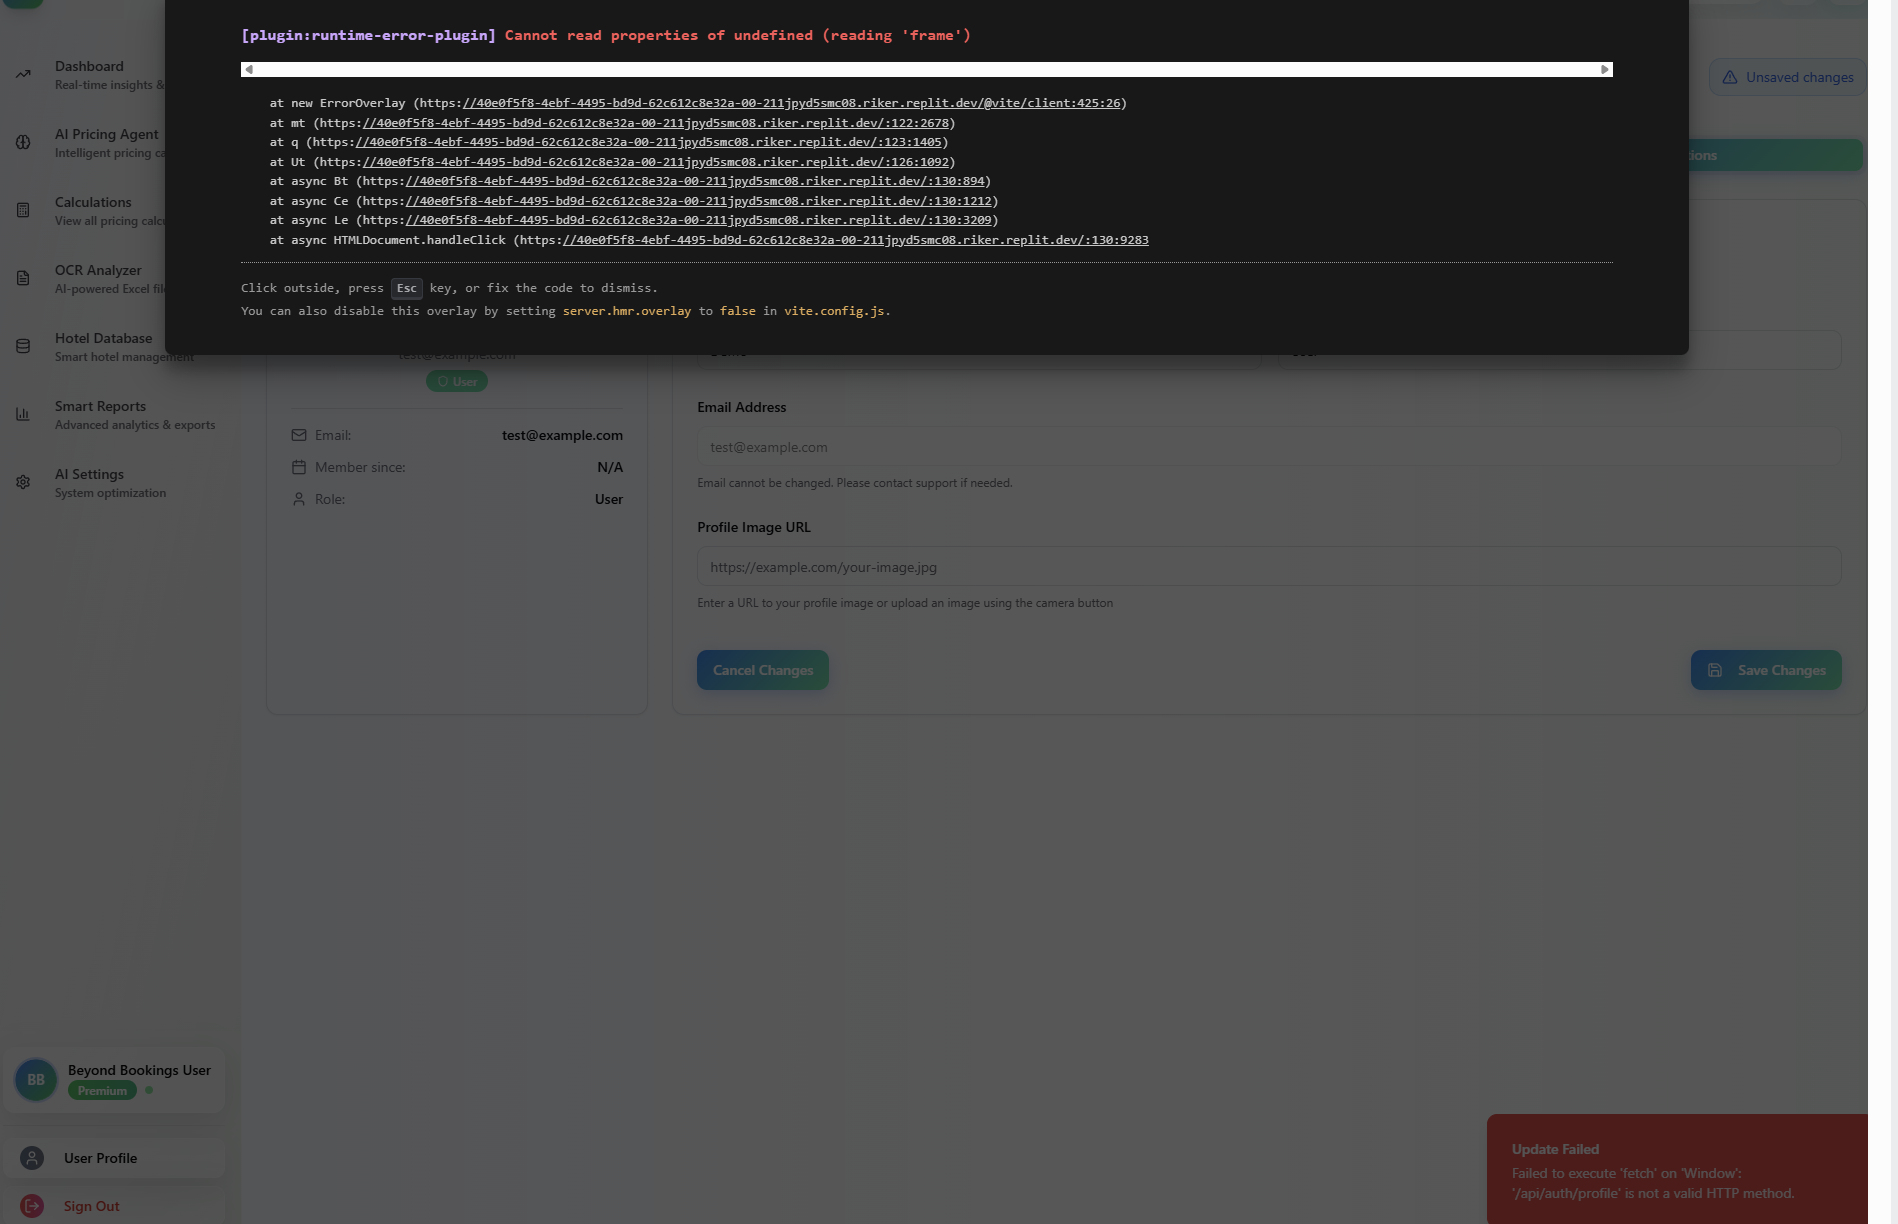 [plugin:runtime-error-plugin] Cannot read properties of undefined (reading 'frame')
at new ErrorOverlay (https://40e0f5f8-4ebf-4495-bd9d-62c612c8e32a-00-211jpyd5smc08.riker.replit.dev/@vite/client:425:26)
at mt (https://40e0f5f8-4ebf-4495-bd9d-62c612c8e32a-00-211jpyd5smc08.riker.replit.dev/:122:2678)
at q (https://40e0f5f8-4ebf-4495-bd9d-62c612c8e32a-00-211jpyd5smc08.riker.replit.dev/:123:1405)
at Ut (https://40e0f5f8-4ebf-4495-bd9d-62c612c8e32a-00-211jpyd5smc08.riker.replit.dev/:126:1092)
at async Bt (https://40e0f5f8-4ebf-4495-bd9d-62c612c8e32a-00-211jpyd5smc08.riker.replit.dev/:130:894)
at async Ce (https://40e0f5f8-4ebf-4495-bd9d-62c612c8e32a-00-211jpyd5smc08.riker.replit.dev/:130:1212)
at async Le (https://40e0f5f8-4ebf-4495-bd9d-62c612c8e32a-00-211jpyd5smc08.riker.replit.dev/:130:3209)
at async HTMLDocument.handleClick (https://40e0f5f8-4ebf-4495-bd9d-62c612c8e32a-00-211jpyd5smc08.riker.replit.dev/:130:9283
Click outside, press Esc key, or fix the code to dismiss.
You can also disable this overlay by setting server.hmr.overlay to false in vite.config.js.
Dashboard
Real-time insights &
AI Pricing Agent
Intelligent pricing ca
Calculations
View all pricing calcu
OCR Analyzer
AI-powered Excel file
Hotel Database
Smart hotel management
Smart Reports
Advanced analytics & exports
AI Settings
System optimization
Unsaved changes
test@example.com
User
Email:
test@example.com
Member since:
N/A
Role:
User
Email Address
test@example.com
Email cannot be changed. Please contact support if needed.
Profile Image URL
https://example.com/your-image.jpg
Enter a URL to your profile image or upload an image using the camera button
Cancel Changes
Save Changes
BB
Beyond Bookings User
Premium
User Profile
Sign Out
Update Failed
Failed to execute 'fetch' on 'Window':
'/api/auth/profile' is not a valid HTTP method.